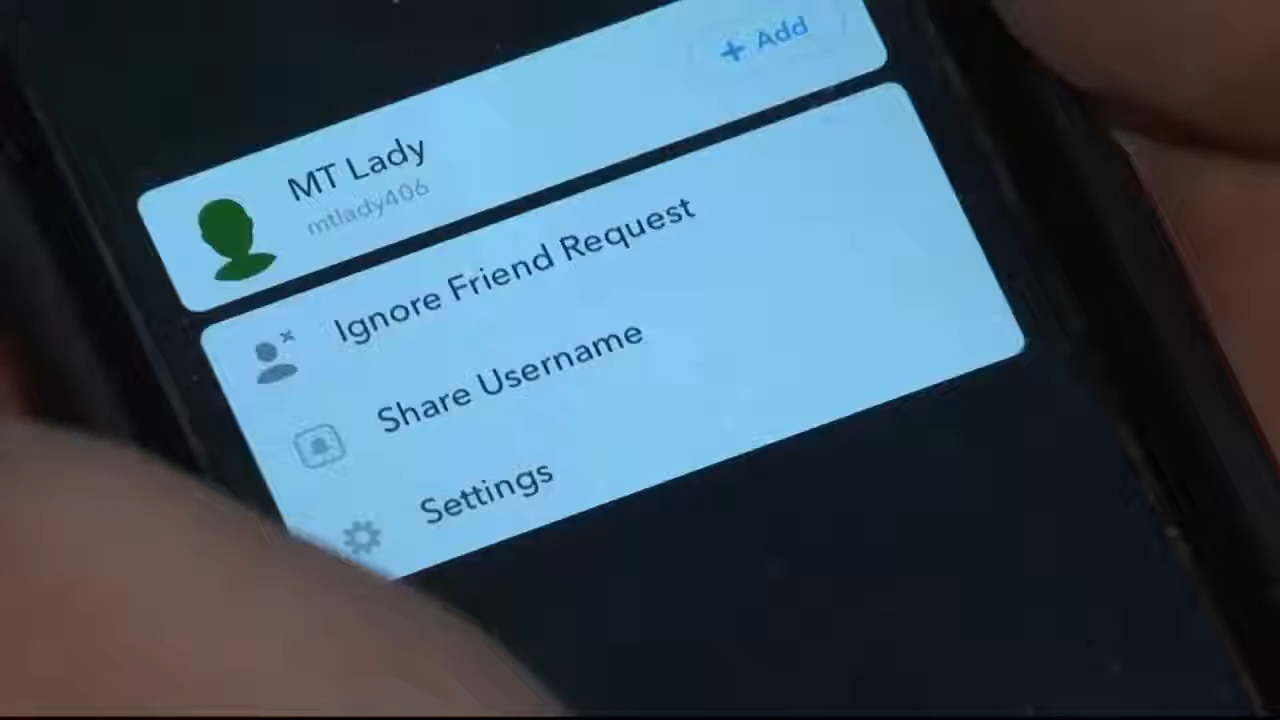 + Add
MT Lady
mtlady406
Ignore Friend Request
Share Username
Settings